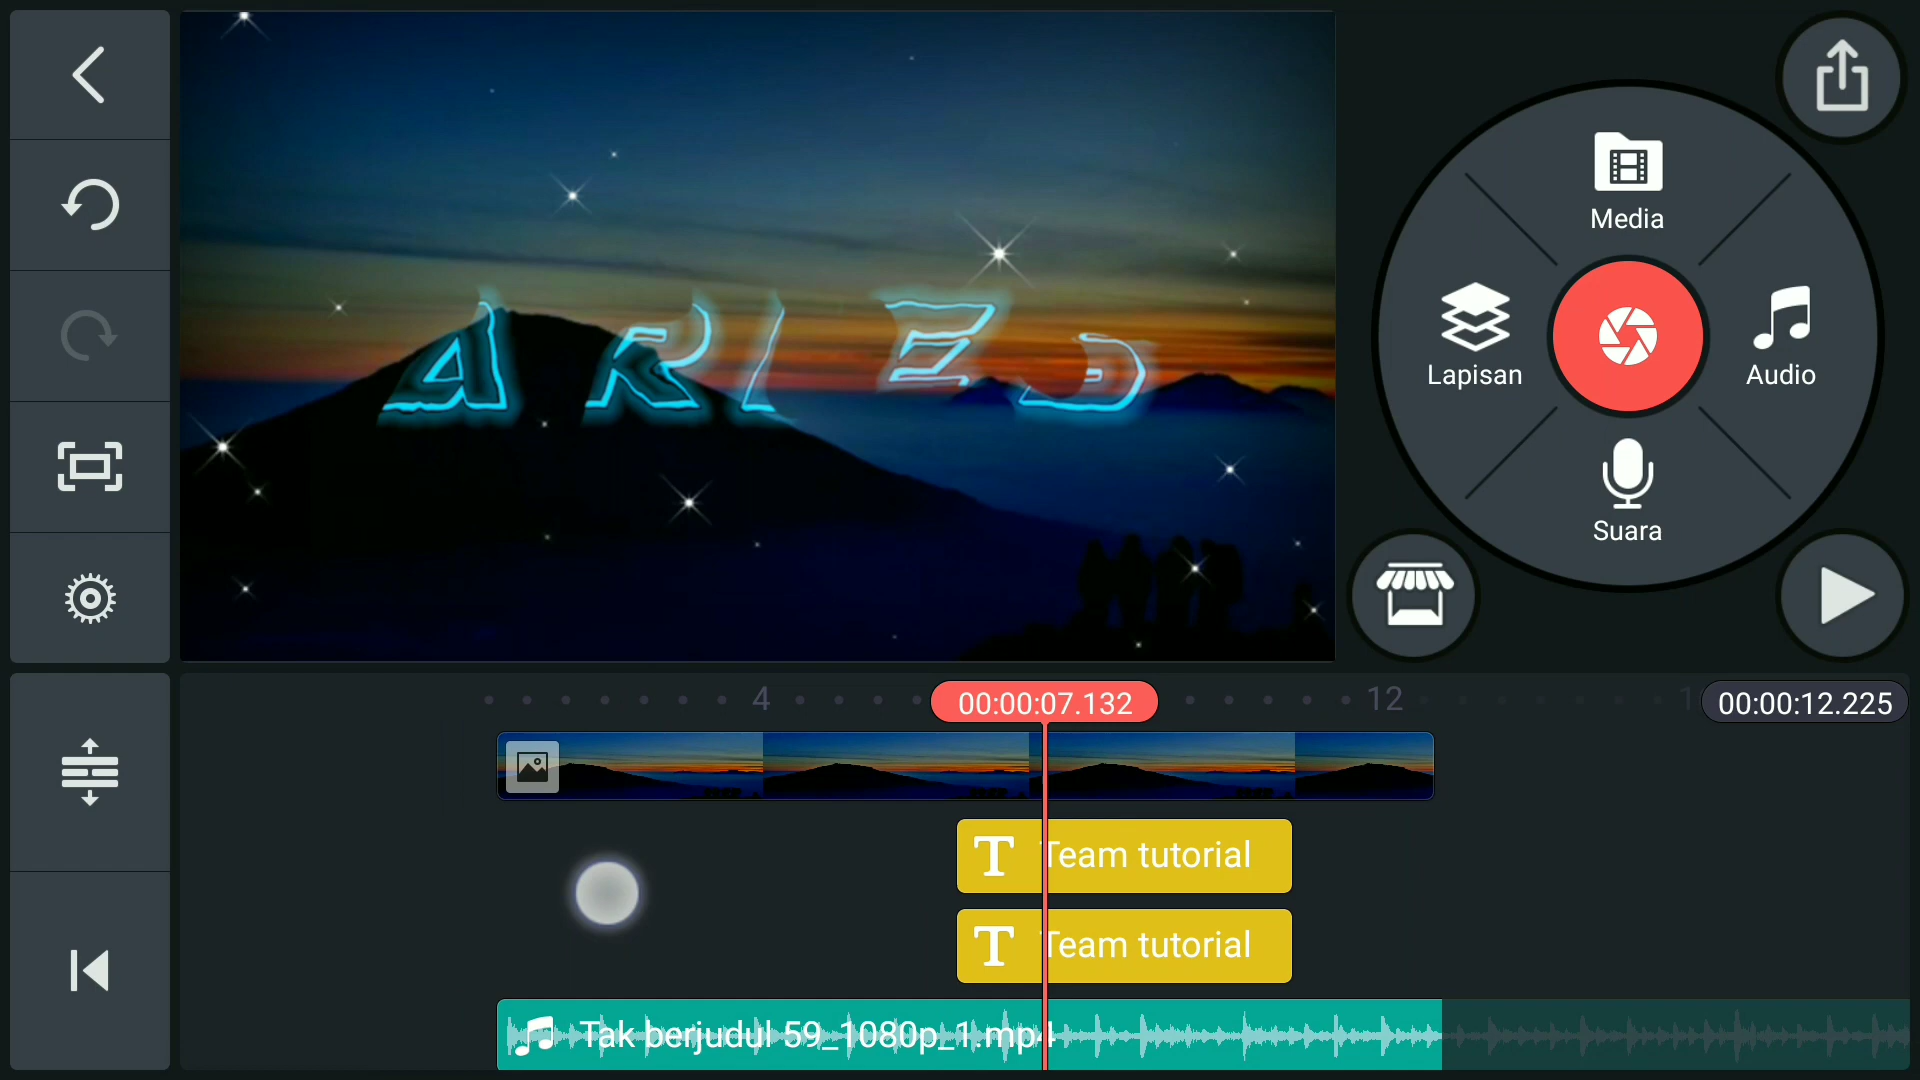 ARIES
Media
Lapisan
Audio
Suara
4
00:00:07.132
12
00:00:12.225
Team tutorial
Team tutorial
Tak berjudul 59_1080p_1.mp4